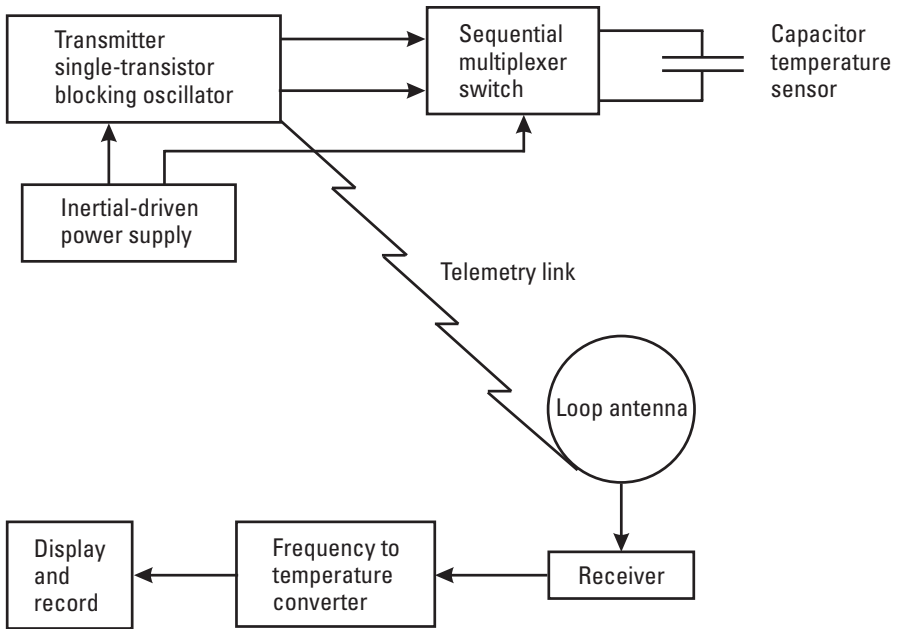 Transmitter
single-transistor
blocking oscillator
Sequential
multiplexer
switch
Capacitor
temperature
sensor
Inertial-driven
power supply
Telemetry link
Loop antenna
Display
and
record
Frequency to
temperature
converter
Receiver